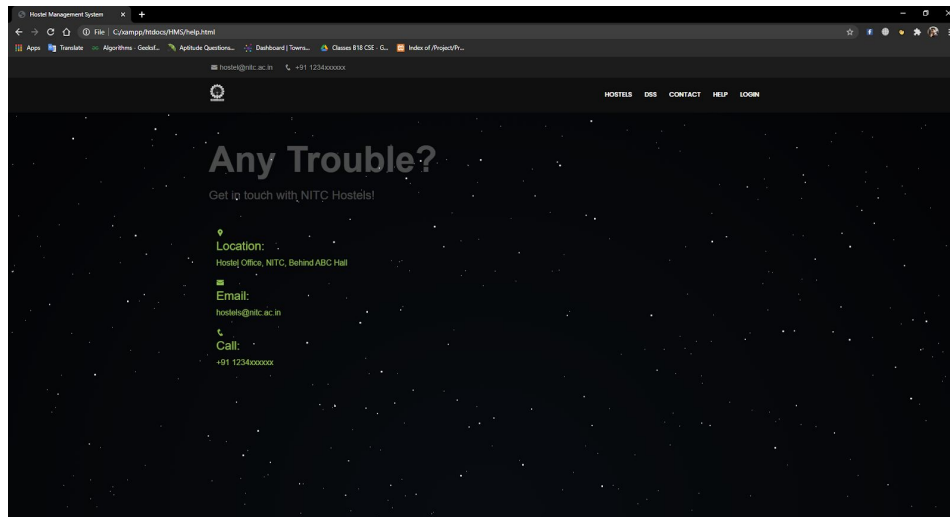 Hostel Management System
File | C:/xampp/htdocs/HMS/help.html
Apps Translate Algorithms - Geeksf... Aptitude Questions... Dashboard | Towns... Classes B18 CSE - G... Index of /Project/Pr...
hostel@nitc.ac.in +91 1234xxxxxx
HOSTELS DSS CONTACT HELP LOGIN
Any Trouble?
Get in touch with NITC Hostels!
Location:
Hostel Office, NITC, Behind ABC Hall
Email:
hostels@nitc.ac.in
Call:
+91 1234xxxxxx